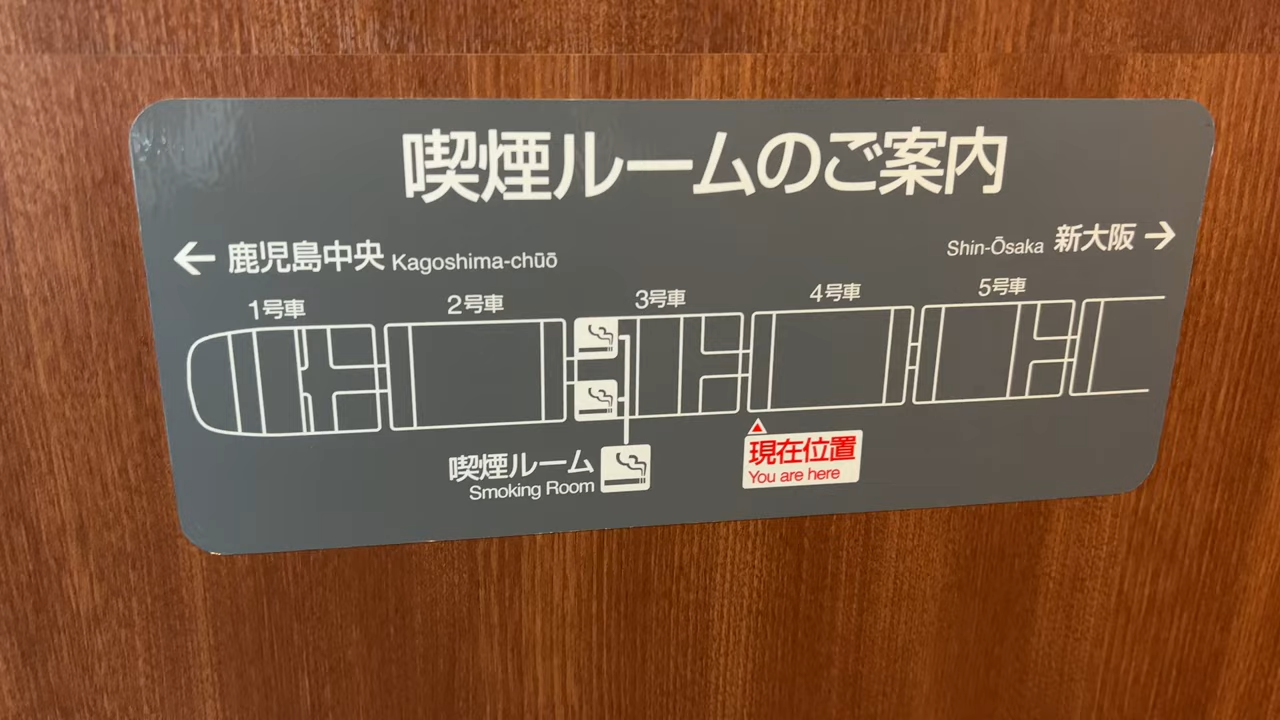 喫煙ルームのご案内
← 鹿児島中央 Kagoshima-chūō
Shin-Ōsaka 新大阪 →
1号車 2号車 3号車 4号車 5号車
喫煙ルーム
Smoking Room
現在位置
You are here